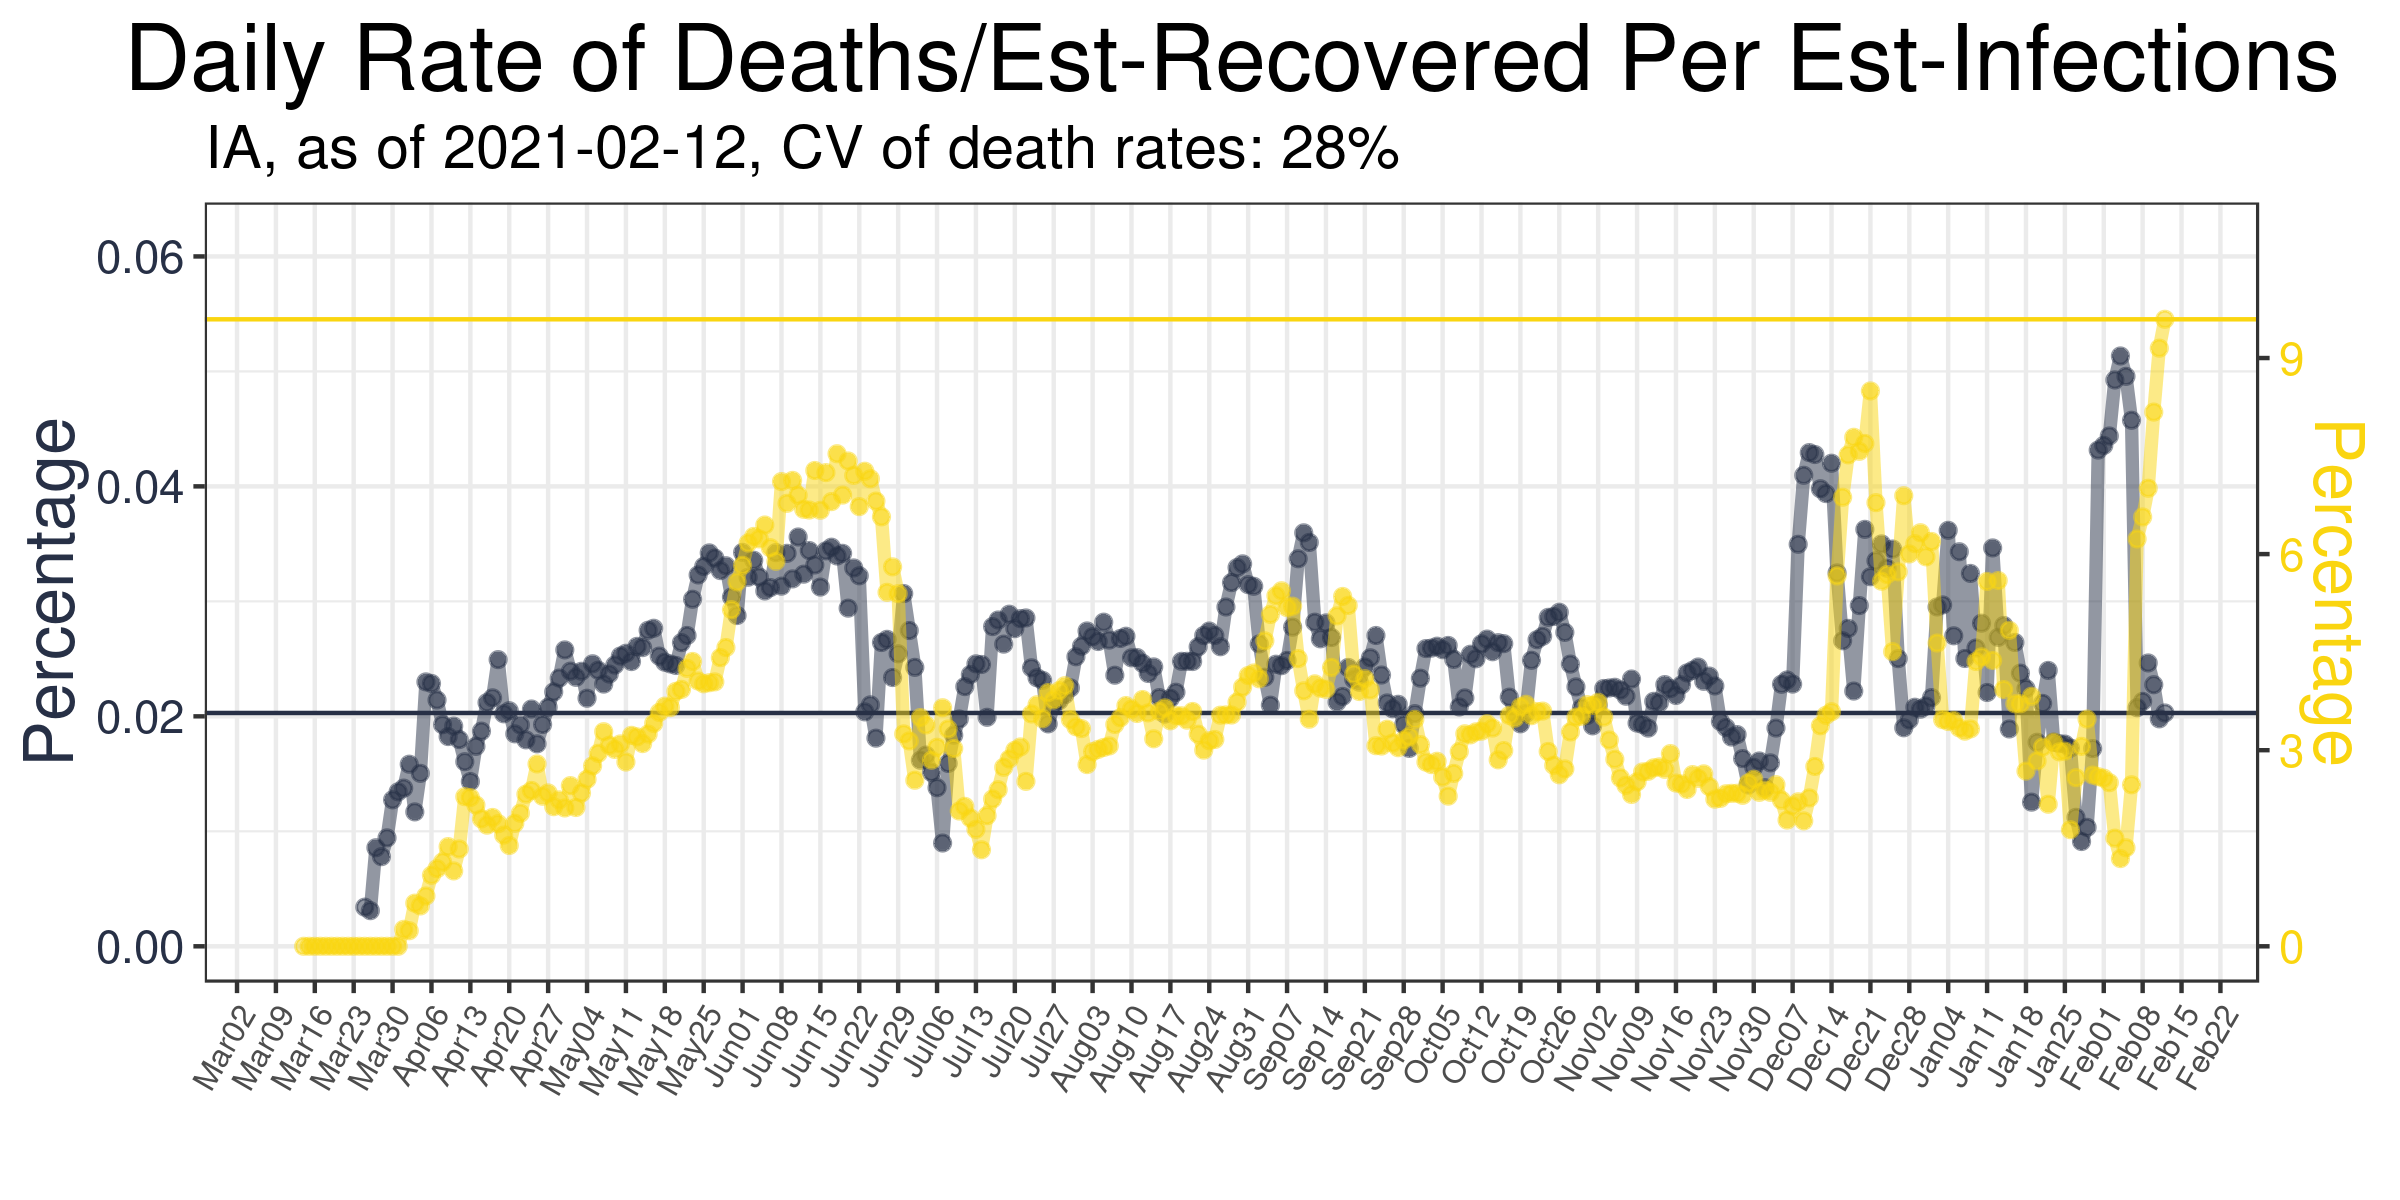 Daily Rate of Deaths/Est-Recovered Per Est-Infections
IA, as of 2021-02-12, CV of death rates: 28%
Percentage
0.06
0.04
0.02
0.00
9
6
3
0
Percentage
Mar02
Mar09
Mar16
Mar23
Mar30
Apr06
Apr13
Apr20
Apr27
May04
May11
May18
May25
Jun01
Jun08
Jun15
Jun22
Jun29
Jul06
Jul13
Jul20
Jul27
Aug03
Aug10
Aug17
Aug24
Aug31
Sep07
Sep14
Sep21
Sep28
Oct05
Oct12
Oct19
Oct26
Nov02
Nov09
Nov16
Nov23
Nov30
Dec07
Dec14
Dec21
Dec28
Jan04
Jan11
Jan18
Jan25
Feb01
Feb08
Feb15
Feb22